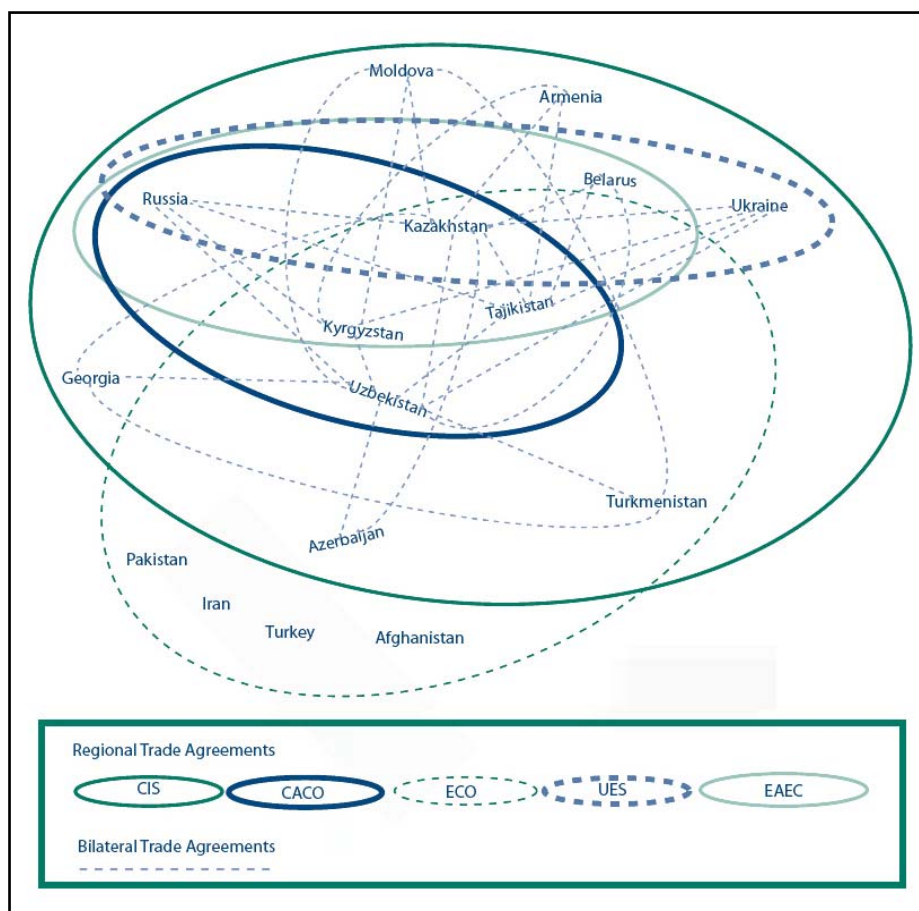 Moldova
Armenia
Belarus
Russia
Ukraine
Kazakhstan
Tajikistan
Kyrgyzstan
Georgia
Uzbekistan
Turkmenistan
Azerbaijan
Pakistan
Iran
Turkey
Afghanistan
Regional Trade Agreements
CIS CACO ECO UES EAEC
Bilateral Trade Agreements